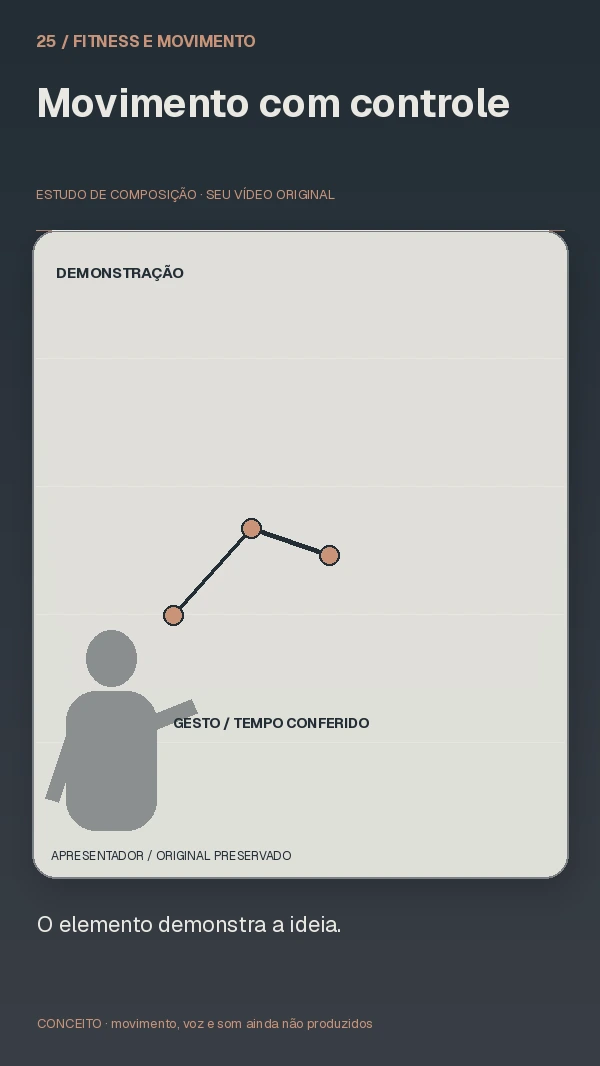 25 / FITNESS E MOVIMENTO
Movimento com controle
ESTUDO DE COMPOSIÇÃO · SEU VÍDEO ORIGINAL
DEMONSTRAÇÃO
GESTO / TEMPO CONFERIDO
APRESENTADOR / ORIGINAL PRESERVADO
O elemento demonstra a ideia.
CONCEITO · movimento, voz e som ainda não produzidos